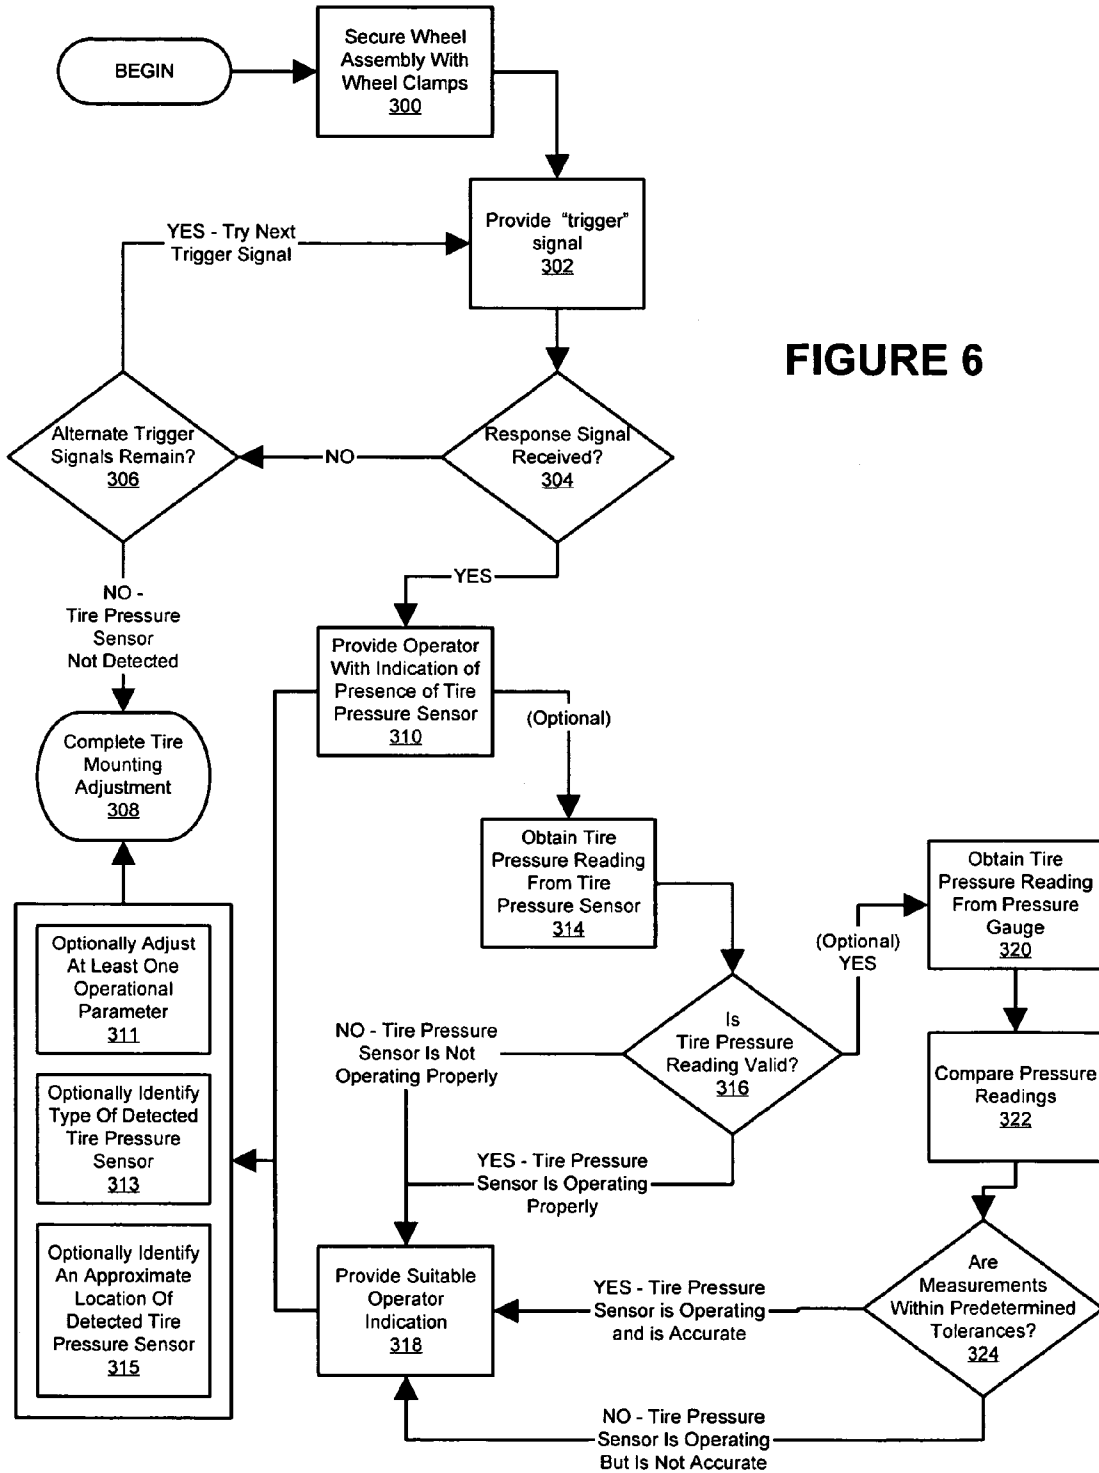 BEGIN
Secure Wheel
Assembly With
Wheel Clamps
300
Provide “trigger”
signal
302
YES - Try Next
Trigger Signal
FIGURE 6
Alternate Trigger
Signals Remain?
306
NO
Response Signal
Received?
304
YES
NO -
Tire Pressure
Sensor
Not Detected
Provide Operator
With Indication of
Presence of Tire
Pressure Sensor
310
(Optional)
Complete Tire
Mounting
Adjustment
308
Obtain Tire
Pressure Reading
From Tire
Pressure Sensor
314
Obtain Tire
Pressure Reading
From Pressure
Gauge
320
(Optional)
YES
Optionally Adjust
At Least One
Operational
Parameter
311
Is
Tire Pressure
Reading Valid?
316
NO - Tire Pressure
Sensor Is Not
Operating Properly
Compare Pressure
Readings
322
Optionally Identify
Type Of Detected
Tire Pressure
Sensor
313
YES - Tire Pressure
Sensor Is Operating
Properly
Optionally Identify
An Approximate
Location Of
Detected Tire
Pressure Sensor
315
Provide Suitable
Operator
Indication
318
YES - Tire Pressure
Sensor is Operating
and is Accurate
Are
Measurements
Within Predetermined
Tolerances?
324
NO - Tire Pressure
Sensor Is Operating
But Is Not Accurate